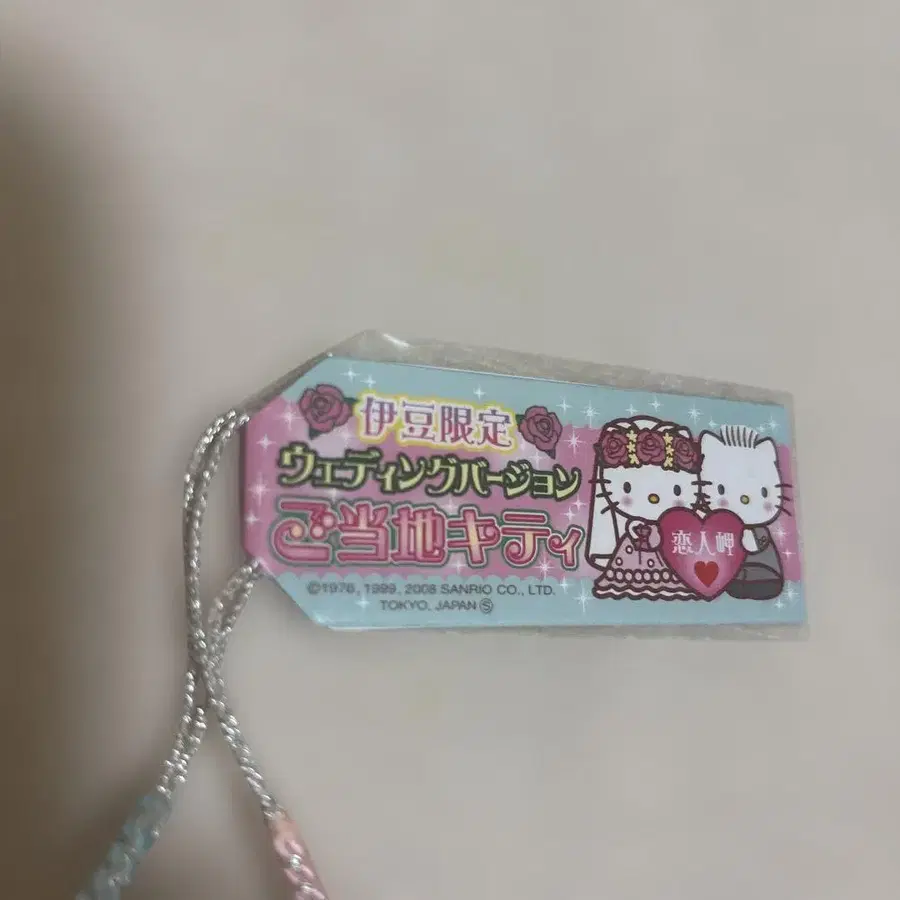 伊豆限定
ウェディングバージョン
ご当地キティ
恋人岬
©1976, 1999, 2008 SANRIO CO., LTD.
TOKYO, JAPAN Ⓢ